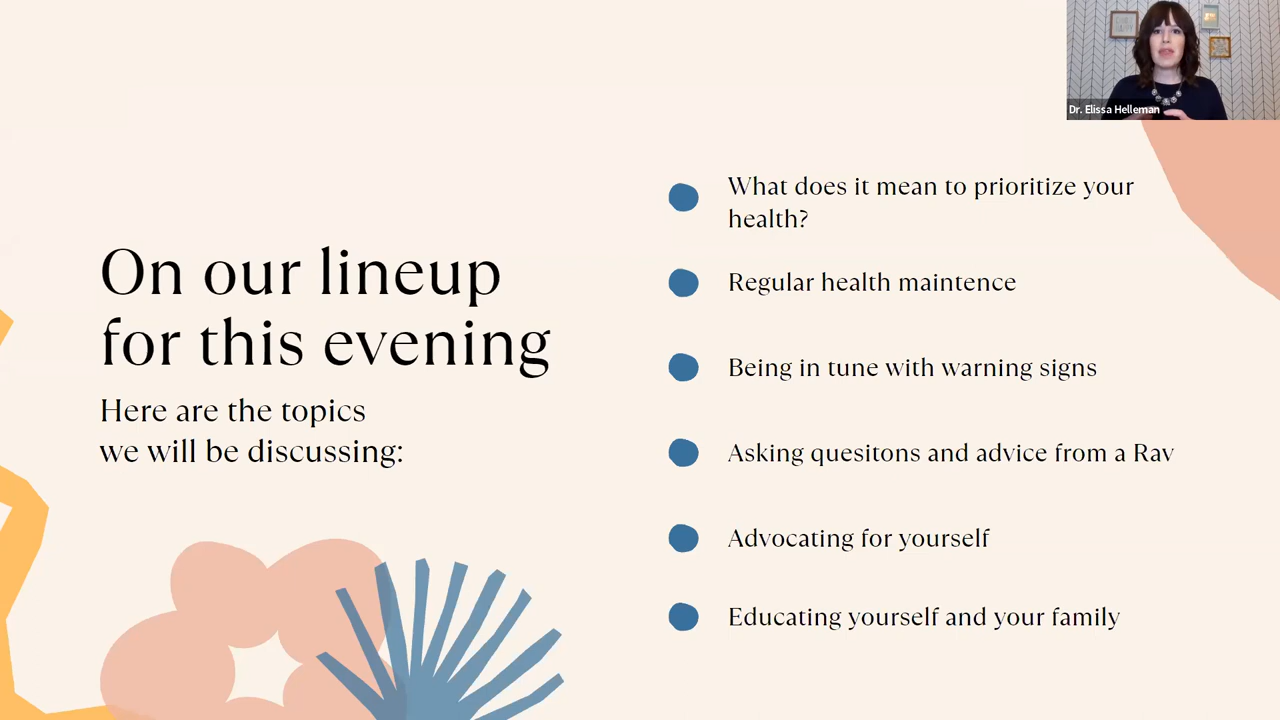 Dr. Elissa Helleman
On our lineup
for this evening
Here are the topics
we will be discussing:
What does it mean to prioritize your
health?
Regular health maintence
Being in tune with warning signs
Asking quesitons and advice from a Rav
Advocating for yourself
Educating yourself and your family